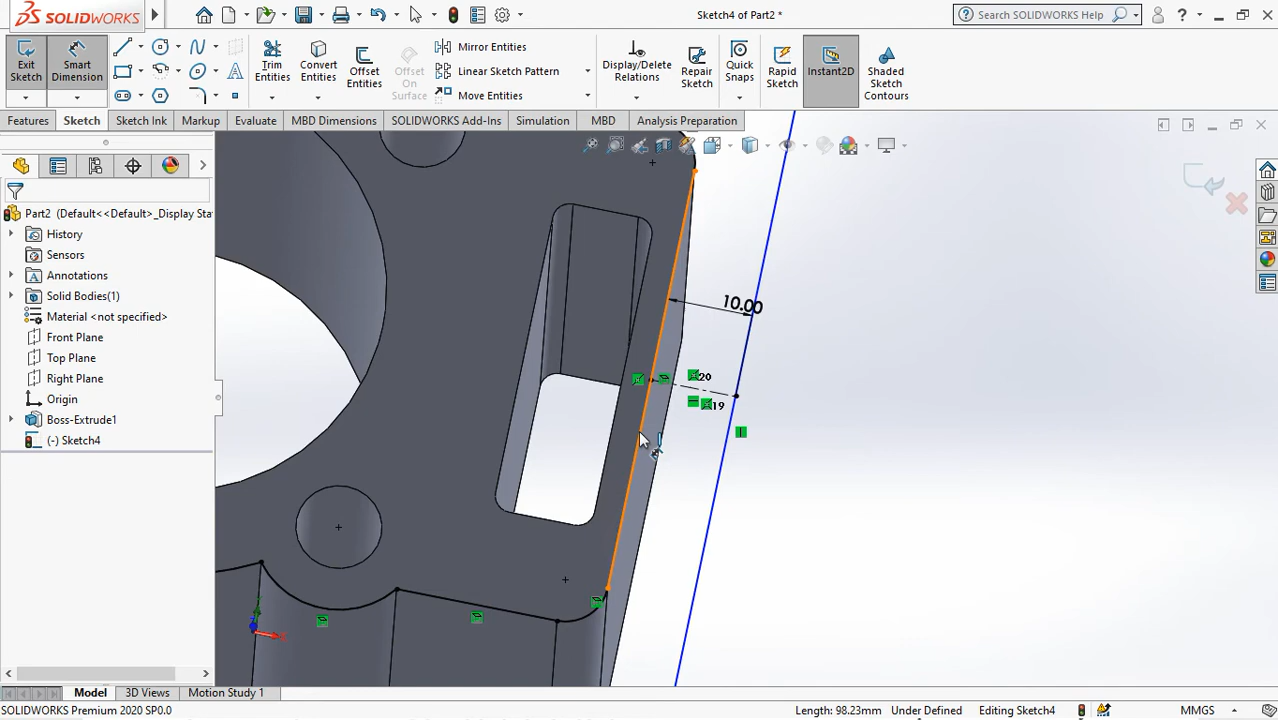 SOLIDWORKS
Sketch4 of Part2 *
Search SOLIDWORKS Help
?
Exit Sketch
Smart Dimension
Trim Entities
Convert Entities
Offset Entities
Offset On Surface
Mirror Entities
Linear Sketch Pattern
Move Entities
Display/Delete Relations
Repair Sketch
Quick Snaps
Rapid Sketch
Instant2D
Shaded Sketch Contours
Features
Sketch
Sketch Ink
Markup
Evaluate
MBD Dimensions
SOLIDWORKS Add-Ins
Simulation
MBD
Analysis Preparation
Part2 (Default<<Default>_Display Sta
History
Sensors
Annotations
Solid Bodies(1)
Material <not specified>
Front Plane
Top Plane
Right Plane
Origin
Boss-Extrude1
(-) Sketch4
10.00
20
19
Model
3D Views
Motion Study 1
SOLIDWORKS Premium 2020 SP0.0
Length: 98.23mm
Under Defined
Editing Sketch4
MMGS